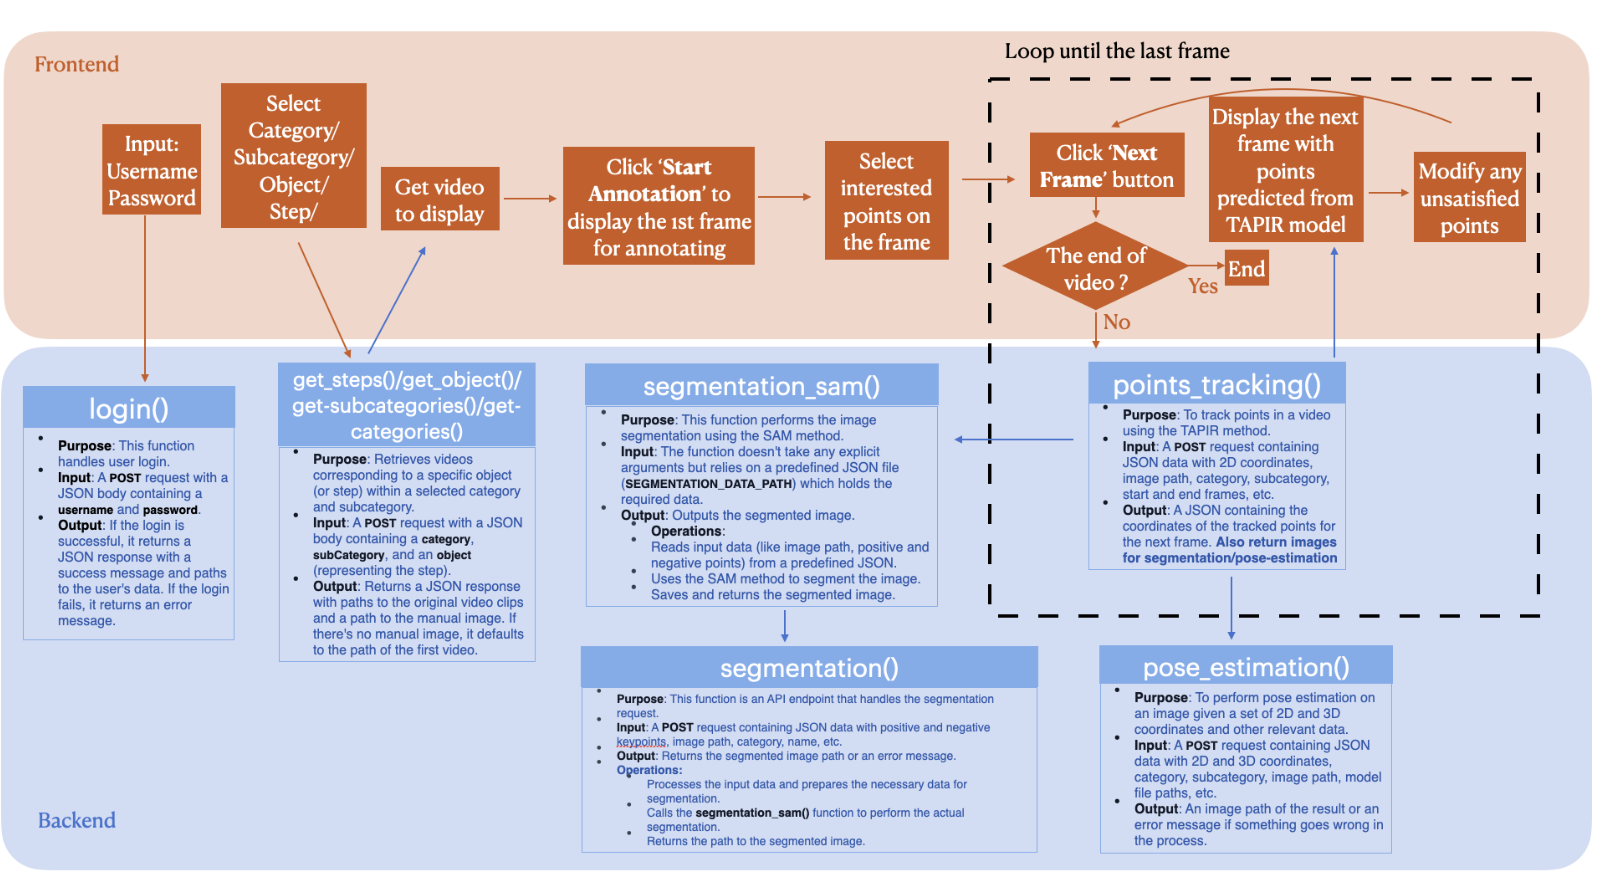 Loop until the last frame
Frontend
Input:
Username
Password
Select
Category/
Subcategory/
Object/
Step/
Get video
to display
Click ‘Start
Annotation’ to
display the 1st frame
for annotating
Select
interested
points on
the frame
Click ‘Next
Frame’ button
The end of
video ?
Yes
End
No
Display the next
frame with
points
predicted from
TAPIR model
Modify any
unsatisfied
points
login()
• Purpose: This function
handles user login.
• Input: A POST request with a
JSON body containing a
username and password.
• Output: If the login is
successful, it returns a
JSON response with a
success message and paths
to the user's data. If the login
fails, it returns an error
message.
get_steps()/get_object()/
get-subcategories()/get-
categories()
• Purpose: Retrieves videos
corresponding to a specific object
(or step) within a selected category
and subcategory.
• Input: A POST request with a JSON
body containing a category,
subCategory, and an object
(representing the step).
• Output: Returns a JSON response
with paths to the original video clips
and a path to the manual image. If
there's no manual image, it defaults
to the path of the first video.
segmentation_sam()
• Purpose: This function performs the image
segmentation using the SAM method.
• Input: The function doesn't take any explicit
arguments but relies on a predefined JSON file
(SEGMENTATION_DATA_PATH) which holds the
required data.
• Output: Outputs the segmented image.
• Operations:
Reads input data (like image path, positive and
negative points) from a predefined JSON.
• Uses the SAM method to segment the image.
• Saves and returns the segmented image.
points_tracking()
• Purpose: To track points in a video
using the TAPIR method.
• Input: A POST request containing
JSON data with 2D coordinates,
image path, category, subcategory,
start and end frames, etc.
• Output: A JSON containing the
coordinates of the tracked points for
the next frame. Also return images
for segmentation/pose-estimation
segmentation()
• Purpose: This function is an API endpoint that handles the segmentation
request.
• Input: A POST request containing JSON data with positive and negative
keypoints, image path, category, name, etc.
• Output: Returns the segmented image path or an error message.
• Operations:
• Processes the input data and prepares the necessary data for
segmentation.
• Calls the segmentation_sam() function to perform the actual
segmentation.
• Returns the path to the segmented image.
pose_estimation()
• Purpose: To perform pose estimation on
an image given a set of 2D and 3D
coordinates and other relevant data.
• Input: A POST request containing JSON
data with 2D and 3D coordinates,
category, subcategory, image path, model
file paths, etc.
• Output: An image path of the result or an
error message if something goes wrong in
the process.
Backend